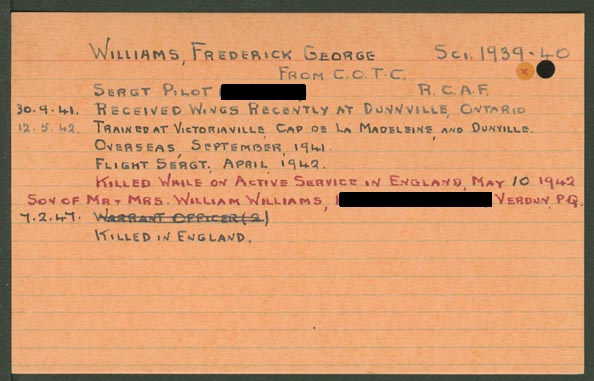 WILLIAMS, FREDERICK GEORGE SCI. 1939-40
FROM C.O.T.C.
SERGT PILOT R.C.A.F.
30.9.41. RECEIVED WINGS RECENTLY AT DUNNVILLE, ONTARIO
12.5.42. TRAINED AT VICTORIAVILLE, CAP DE LA MADELEINE, AND DUNVILLE.
OVERSEAS, SEPTEMBER, 1941.
FLIGHT SERGT, APRIL, 1942.
KILLED WHILE ON ACTIVE SERVICE IN ENGLAND, MAY 10 1942
SON OF MR + MRS. WILLIAM WILLIAMS, VERDUN, P.Q.
7.2.47. WARRANT OFFICER (2)
KILLED IN ENGLAND.